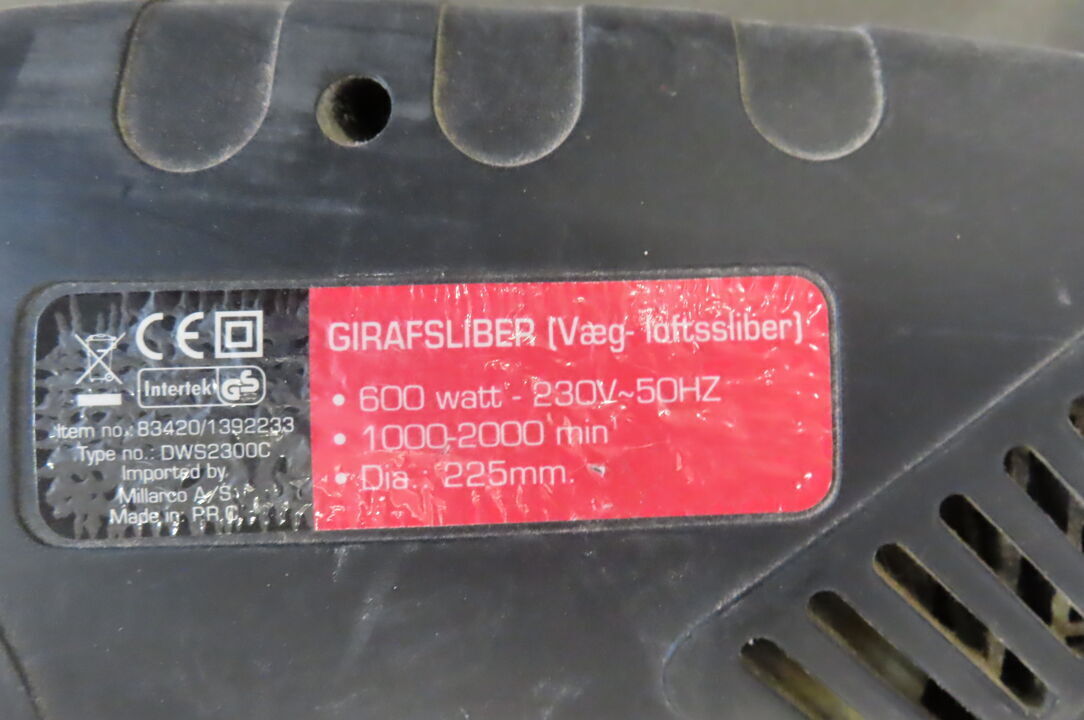 CE
Intertek GS
Item no.: 83420/1392233
Type no.: DWS2300C
Imported by
Millarco A/S
Made in: P.R.C.
GIRAFSLIBER (Væg- loftssliber)
• 600 watt - 230V~50HZ
• 1000-2000 min
• Dia.: 225mm.